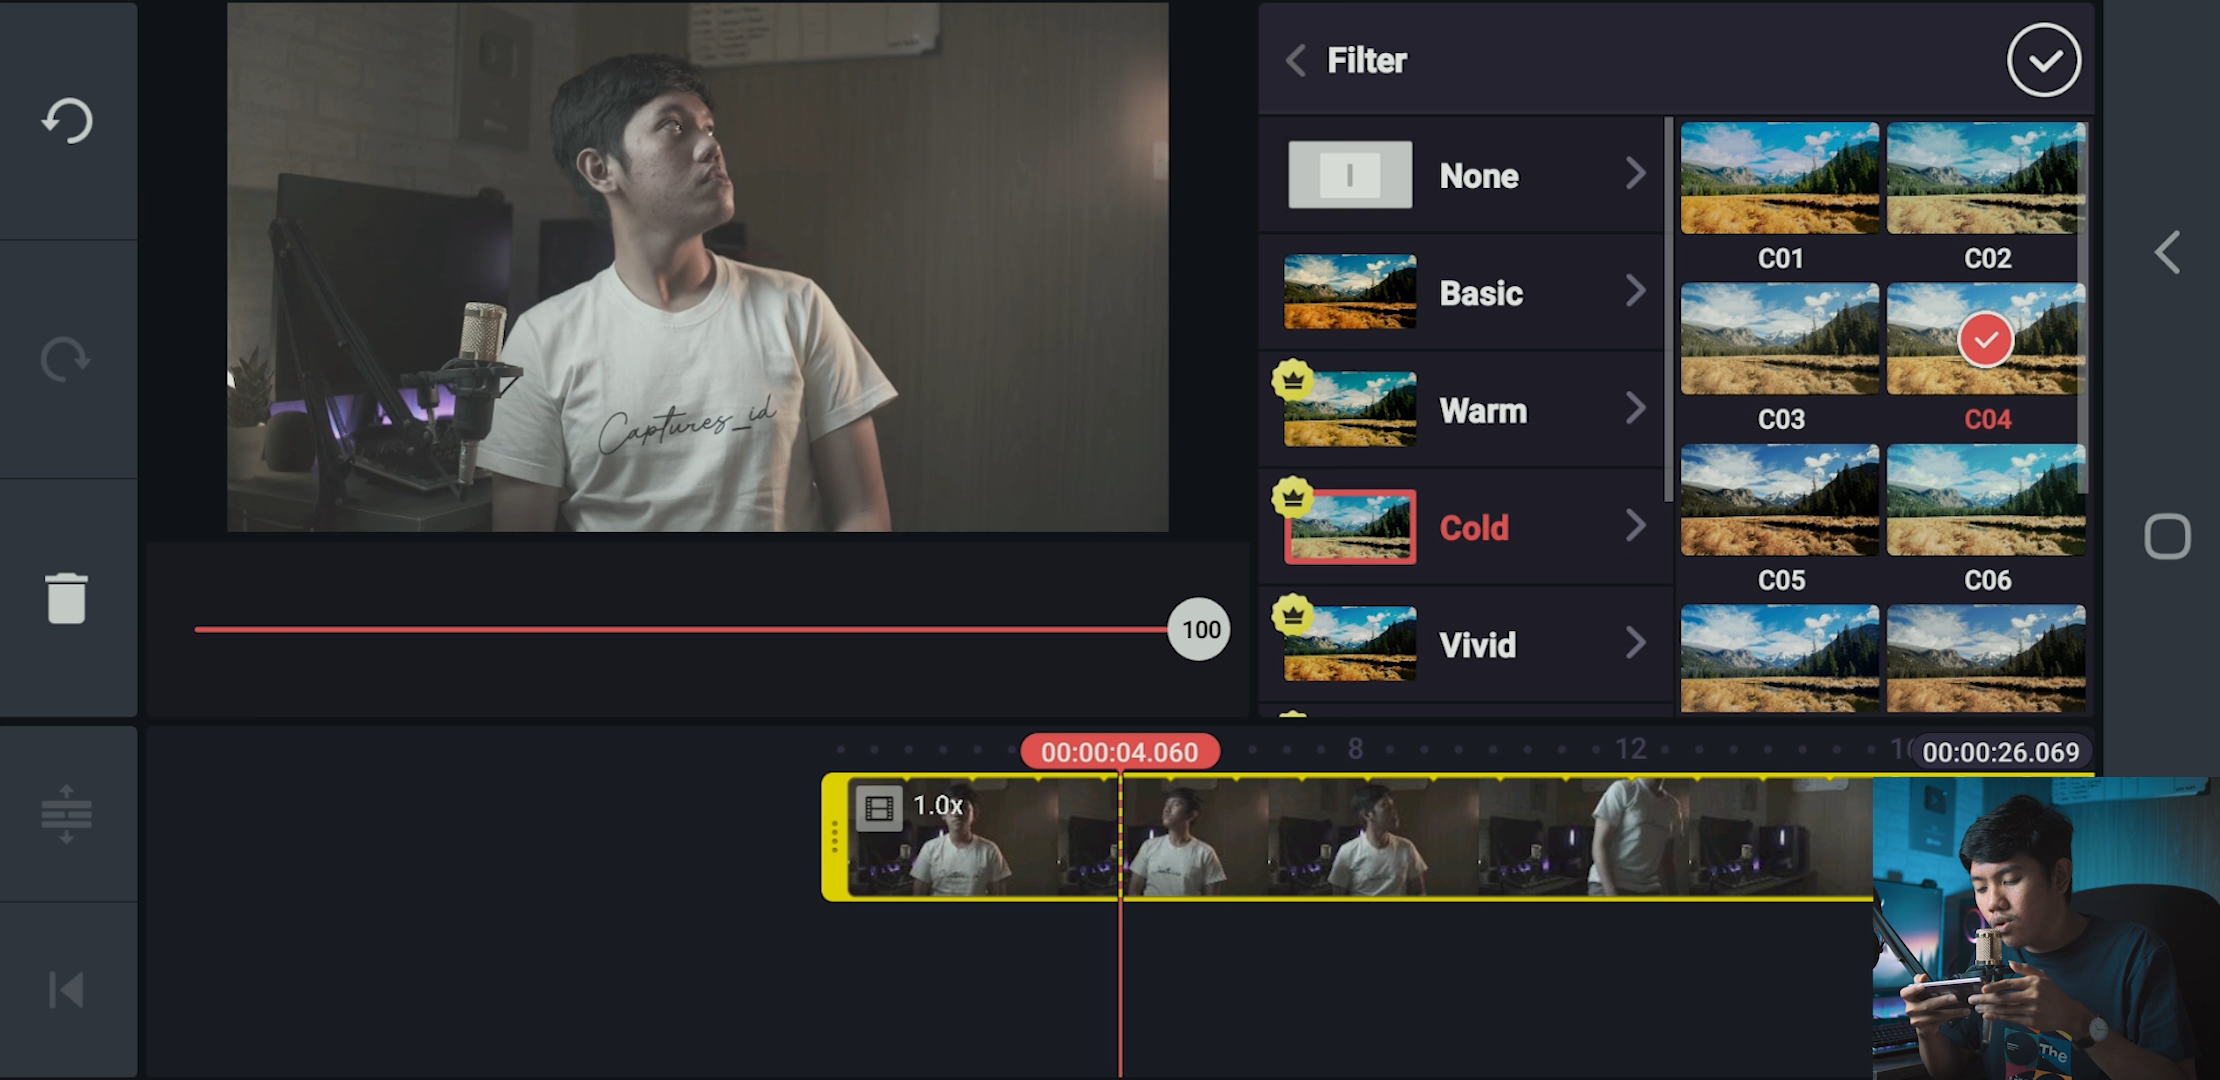 Filter
None
Basic
Warm
Cold
Vivid
C01
C02
C03
C04
C05
C06
Captures_id
100
00:00:04.060
8
12
00:00:26.069
1.0x
The